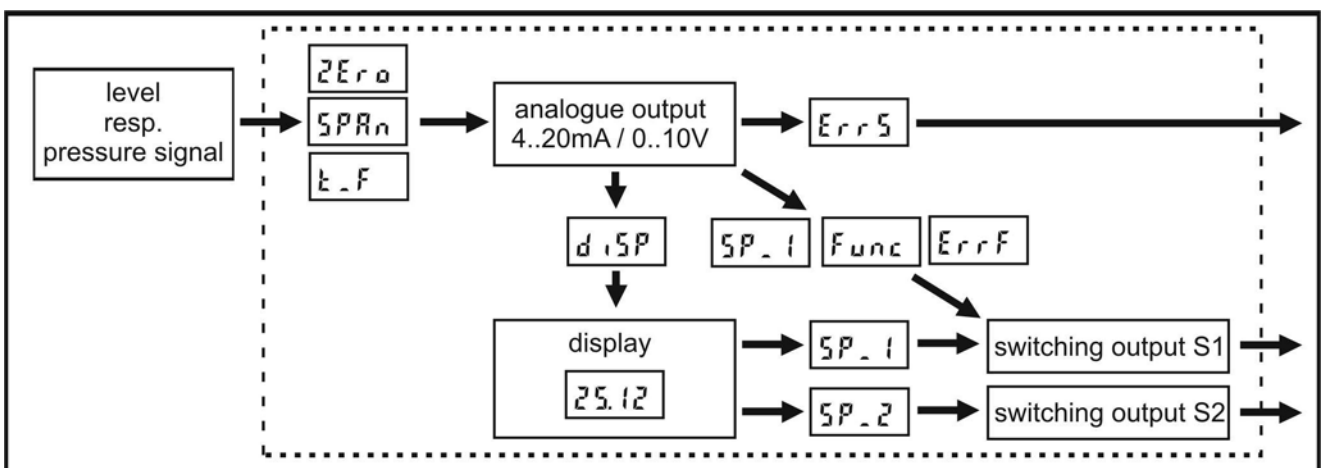 level
resp.
pressure signal
ZEro
SPAn
t_F
analogue output
4..20mA / 0..10V
ErrS
diSP
SP_1
Func
ErrF
display
25.12
SP_1
switching output S1
SP_2
switching output S2